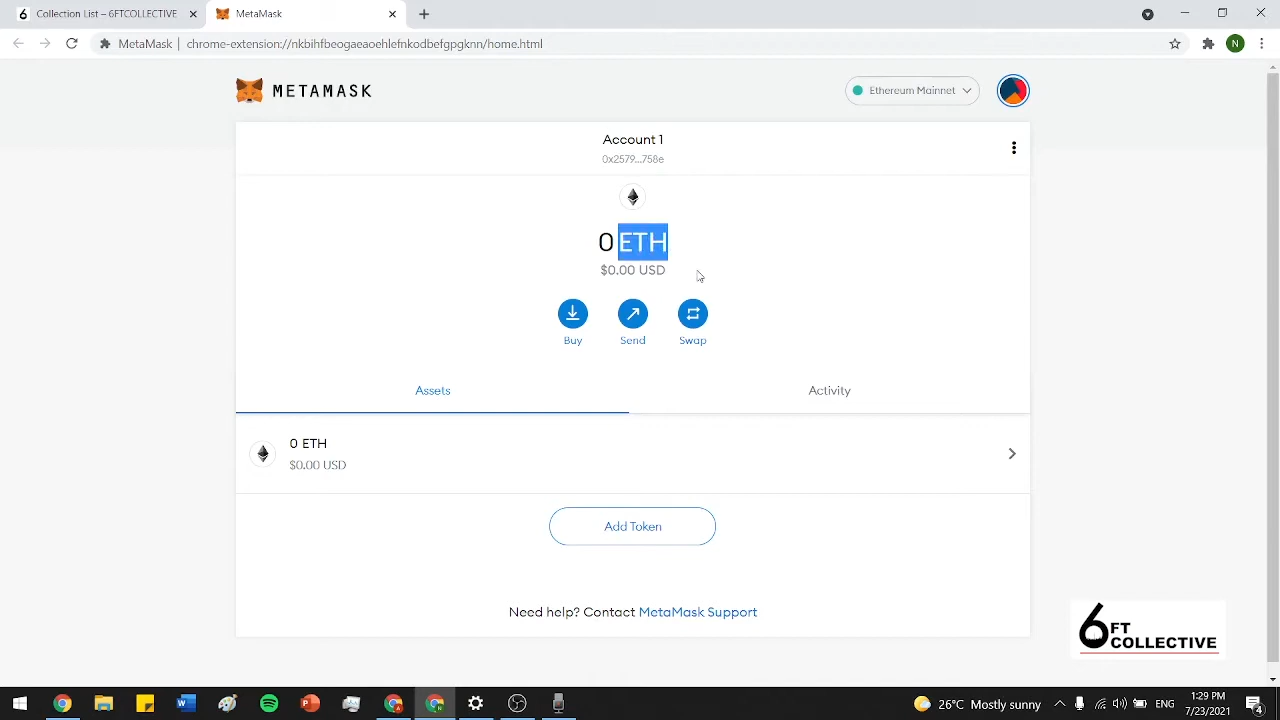 Collection List – 6FTCOLLECTIVE
MetaMask
MetaMask | chrome-extension://nkbihfbeogaeaoehlefnkodbefgpgknn/home.html
N
METAMASK
Ethereum Mainnet
Account 1
0x2579...758e
0 ETH
$0.00 USD
Buy
Send
Swap
Assets
Activity
0 ETH
$0.00 USD
Add Token
Need help? Contact MetaMask Support
6FT
COLLECTIVE
26°C Mostly sunny
ENG
1:29 PM
7/23/2021